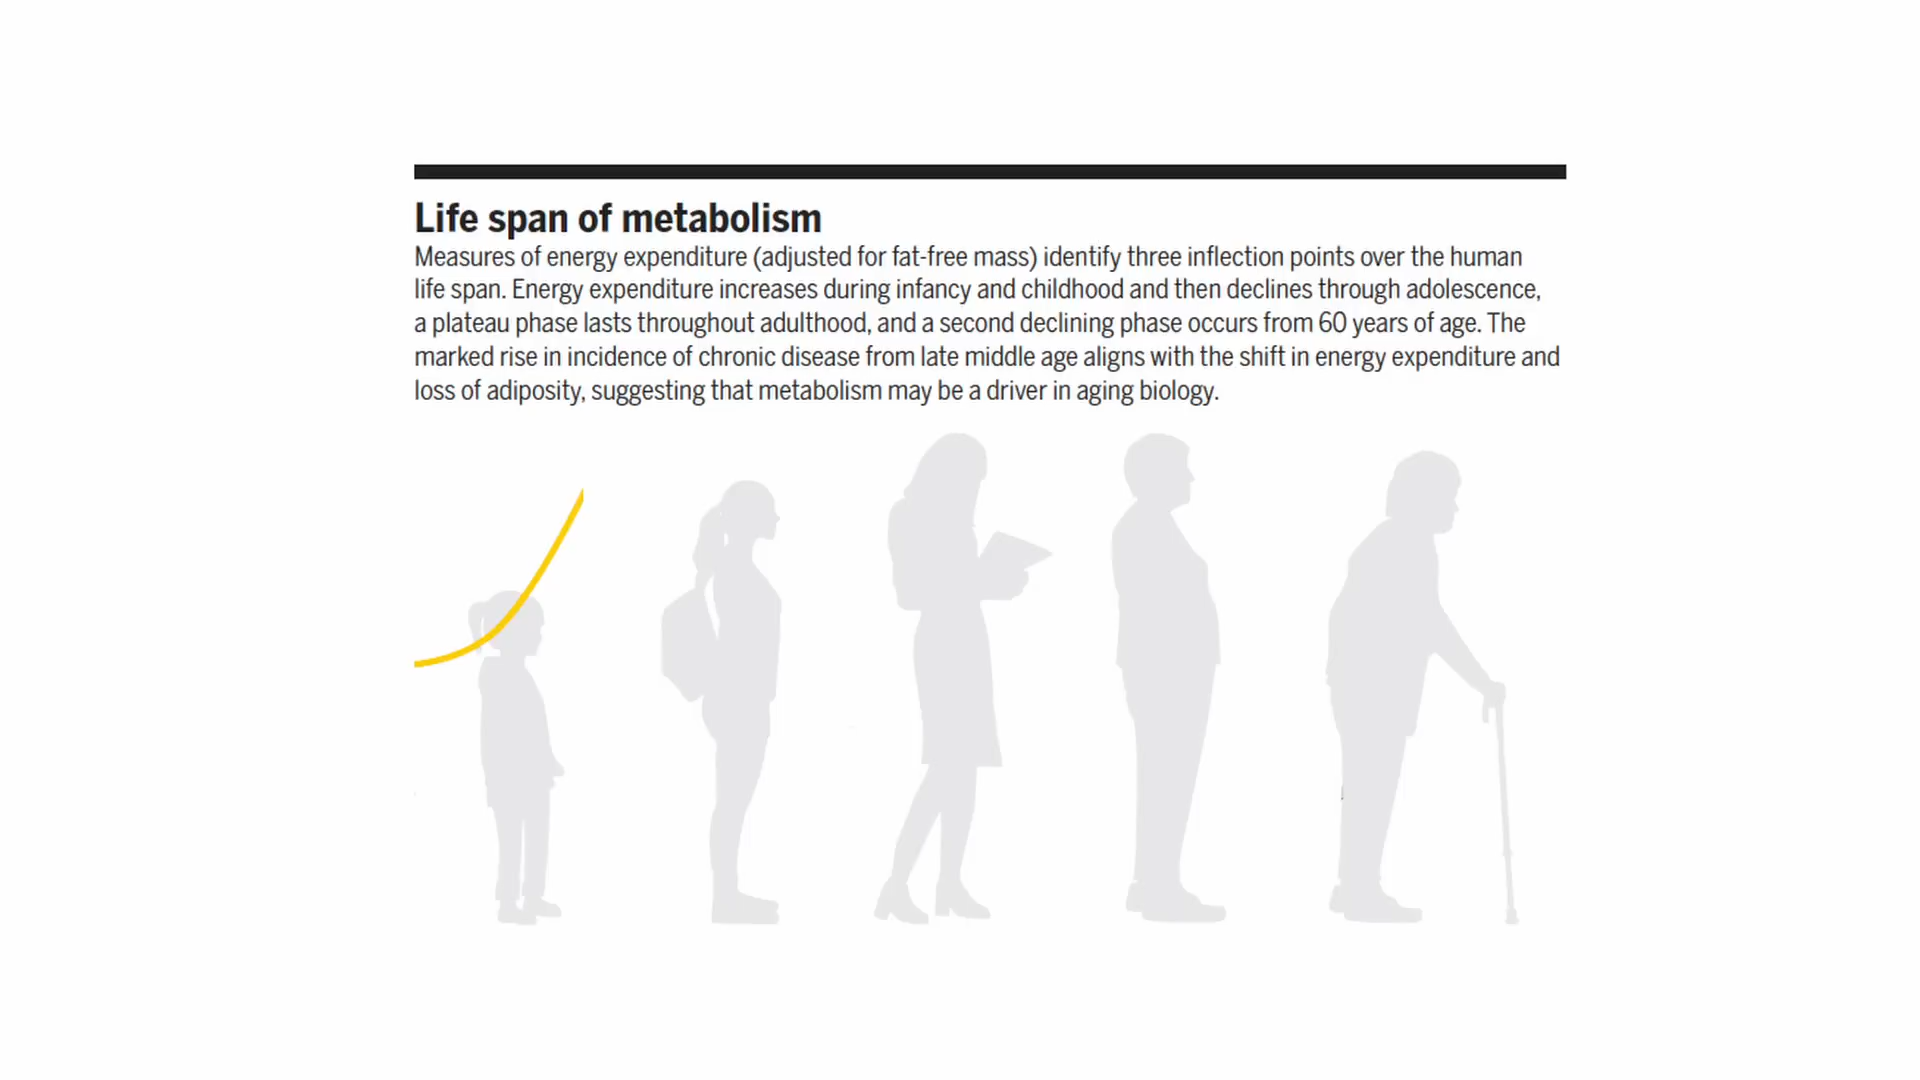 Life span of metabolism
Measures of energy expenditure (adjusted for fat-free mass) identify three inflection points over the human
life span. Energy expenditure increases during infancy and childhood and then declines through adolescence,
a plateau phase lasts throughout adulthood, and a second declining phase occurs from 60 years of age. The
marked rise in incidence of chronic disease from late middle age aligns with the shift in energy expenditure and
loss of adiposity, suggesting that metabolism may be a driver in aging biology.